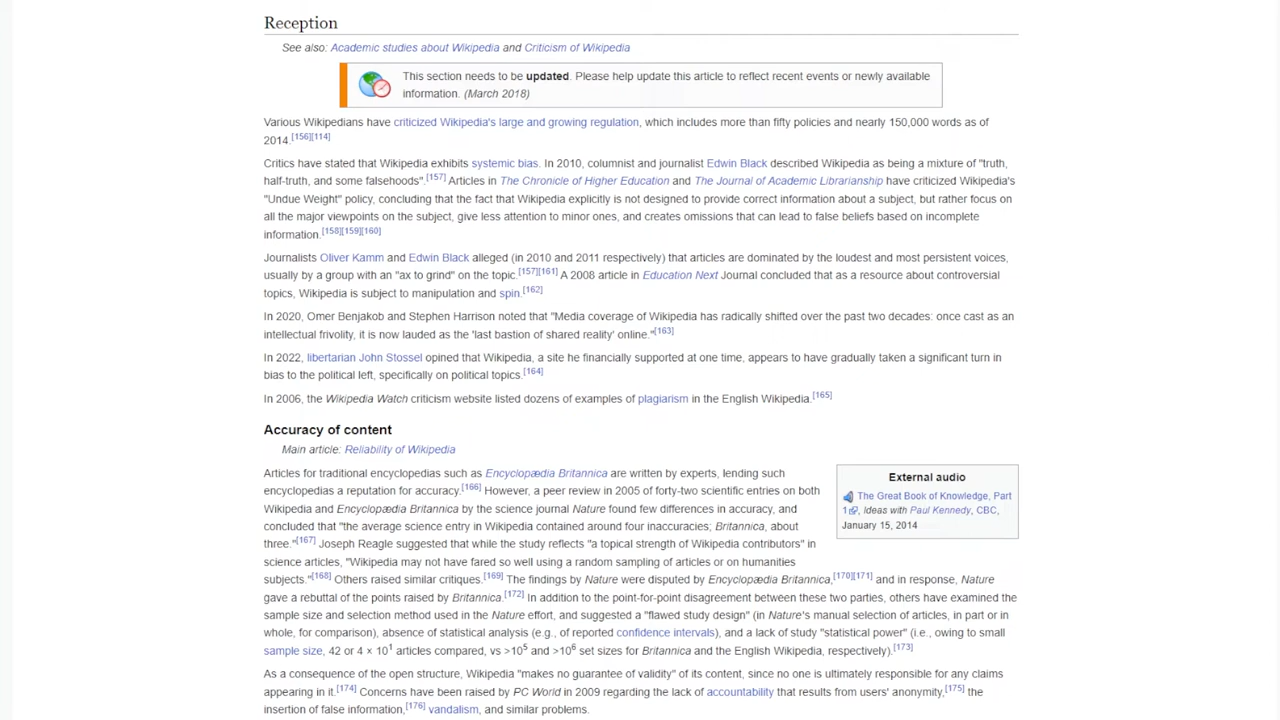 Reception
See also: Academic studies about Wikipedia and Criticism of Wikipedia
This section needs to be updated. Please help update this article to reflect recent events or newly available
information. (March 2018)
Various Wikipedians have criticized Wikipedia's large and growing regulation, which includes more than fifty policies and nearly 150,000 words as of
2014.[156][114]
Critics have stated that Wikipedia exhibits systemic bias. In 2010, columnist and journalist Edwin Black described Wikipedia as being a mixture of "truth,
half-truth, and some falsehoods".[157] Articles in The Chronicle of Higher Education and The Journal of Academic Librarianship have criticized Wikipedia's
"Undue Weight" policy, concluding that the fact that Wikipedia explicitly is not designed to provide correct information about a subject, but rather focus on
all the major viewpoints on the subject, give less attention to minor ones, and creates omissions that can lead to false beliefs based on incomplete
information.[158][159][160]
Journalists Oliver Kamm and Edwin Black alleged (in 2010 and 2011 respectively) that articles are dominated by the loudest and most persistent voices,
usually by a group with an "ax to grind" on the topic.[157][161] A 2008 article in Education Next Journal concluded that as a resource about controversial
topics, Wikipedia is subject to manipulation and spin.[162]
In 2020, Omer Benjakob and Stephen Harrison noted that "Media coverage of Wikipedia has radically shifted over the past two decades: once cast as an
intellectual frivolity, it is now lauded as the 'last bastion of shared reality' online."[163]
In 2022, libertarian John Stossel opined that Wikipedia, a site he financially supported at one time, appears to have gradually taken a significant turn in
bias to the political left, specifically on political topics.[164]
In 2006, the Wikipedia Watch criticism website listed dozens of examples of plagiarism in the English Wikipedia.[165]
Accuracy of content
Main article: Reliability of Wikipedia
Articles for traditional encyclopedias such as Encyclopædia Britannica are written by experts, lending such
encyclopedias a reputation for accuracy.[166] However, a peer review in 2005 of forty-two scientific entries on both
Wikipedia and Encyclopædia Britannica by the science journal Nature found few differences in accuracy, and
concluded that "the average science entry in Wikipedia contained around four inaccuracies; Britannica, about
three."[167] Joseph Reagle suggested that while the study reflects "a topical strength of Wikipedia contributors" in
science articles, "Wikipedia may not have fared so well using a random sampling of articles or on humanities
subjects."[168] Others raised similar critiques.[169] The findings by Nature were disputed by Encyclopædia Britannica,[170][171] and in response, Nature
gave a rebuttal of the points raised by Britannica.[172] In addition to the point-for-point disagreement between these two parties, others have examined the
sample size and selection method used in the Nature effort, and suggested a "flawed study design" (in Nature's manual selection of articles, in part or in
whole, for comparison), absence of statistical analysis (e.g., of reported confidence intervals), and a lack of study "statistical power" (i.e., owing to small
sample size, 42 or 4 × 10¹ articles compared, vs >10⁵ and >10⁶ set sizes for Britannica and the English Wikipedia, respectively).[173]
As a consequence of the open structure, Wikipedia "makes no guarantee of validity" of its content, since no one is ultimately responsible for any claims
appearing in it.[174] Concerns have been raised by PC World in 2009 regarding the lack of accountability that results from users' anonymity,[175] the
insertion of false information,[176] vandalism, and similar problems.
External audio
The Great Book of Knowledge, Part
1, Ideas with Paul Kennedy, CBC,
January 15, 2014